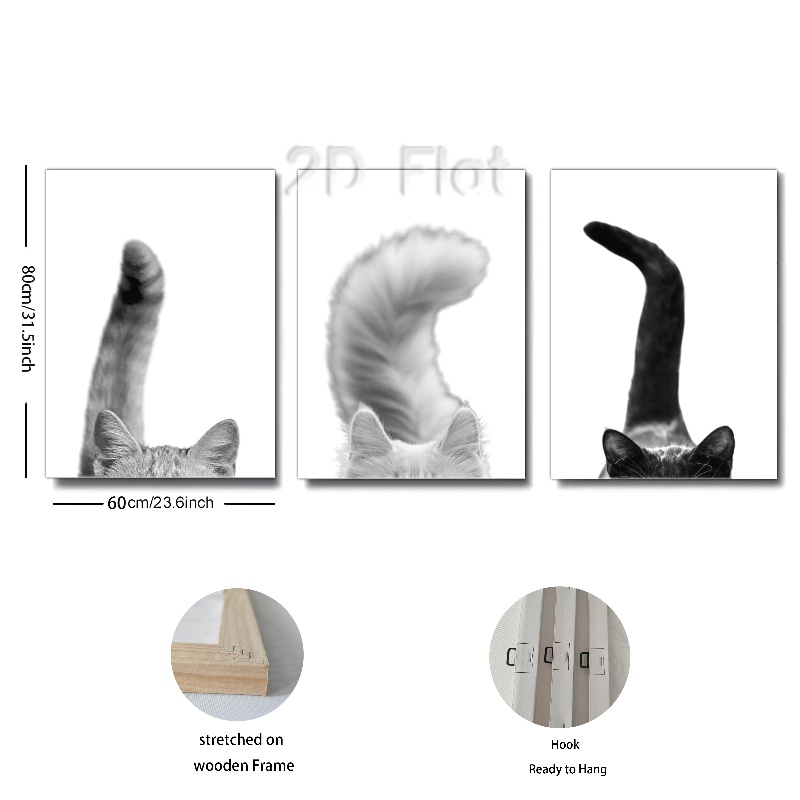 2D Flat
80cm/31.5inch
60cm/23.6inch
stretched on
wooden Frame
Hook
Ready to Hang